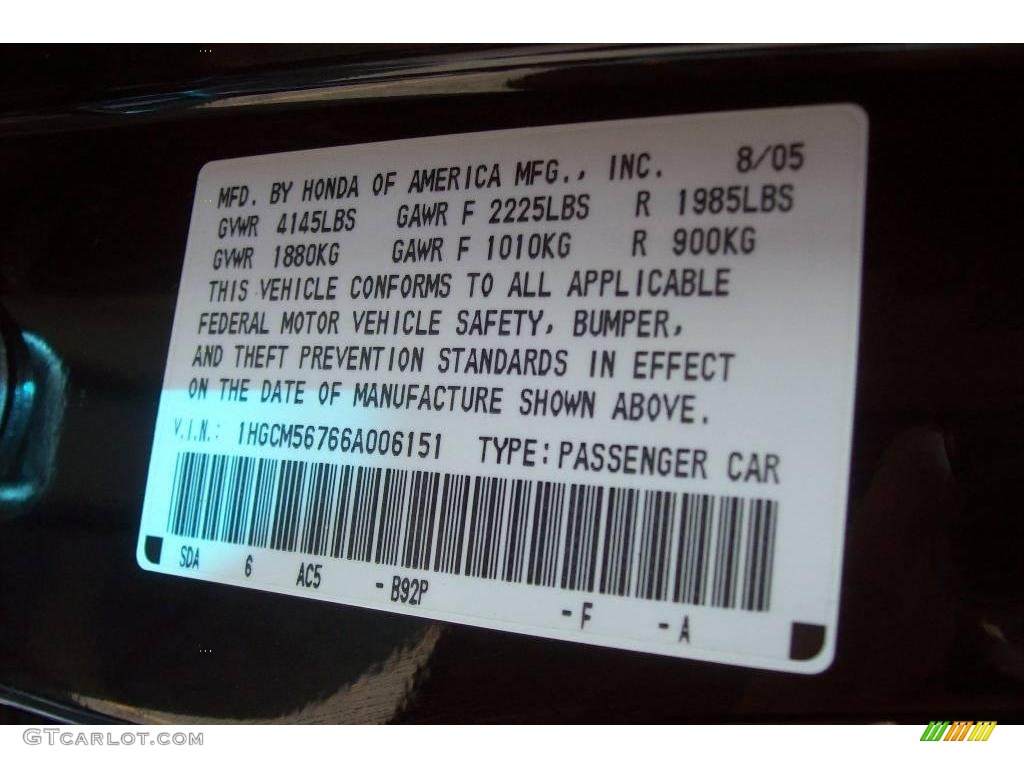 MFD. BY HONDA OF AMERICA MFG., INC. 8/05
GVWR 4145LBS GAWR F 2225LBS R 1985LBS
GVWR 1880KG GAWR F 1010KG R 900KG
THIS VEHICLE CONFORMS TO ALL APPLICABLE
FEDERAL MOTOR VEHICLE SAFETY, BUMPER,
AND THEFT PREVENTION STANDARDS IN EFFECT
ON THE DATE OF MANUFACTURE SHOWN ABOVE.
V.I.N.: 1HGCM56766A006151 TYPE: PASSENGER CAR
SDA 6 AC5 - B92P - F - A
GTCARLOT.COM